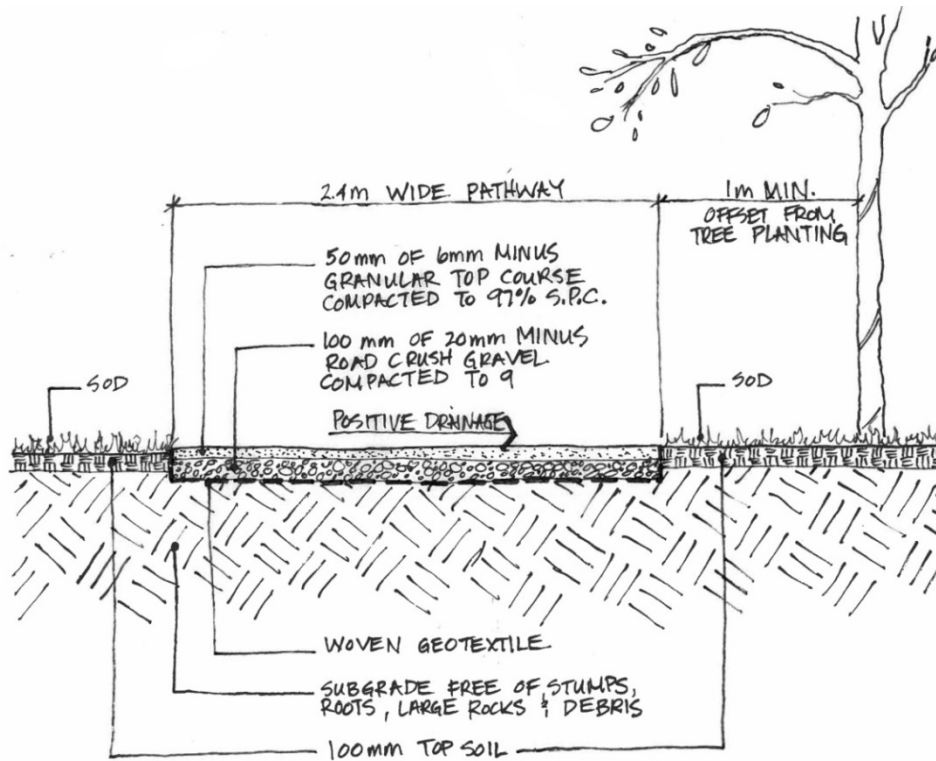 2.4m WIDE PATHWAY
1m MIN.
OFFSET FROM
TREE PLANTING
50mm OF 6mm MINUS
GRANULAR TOP COURSE
COMPACTED TO 97% S.P.C.
100 mm OF 20mm MINUS
ROAD CRUSH GRAVEL
COMPACTED TO 9
SOD
SOD
POSITIVE DRAINAGE
WOVEN GEOTEXTILE
SUBGRADE FREE OF STUMPS,
ROOTS, LARGE ROCKS & DEBRIS
100mm TOP SOIL